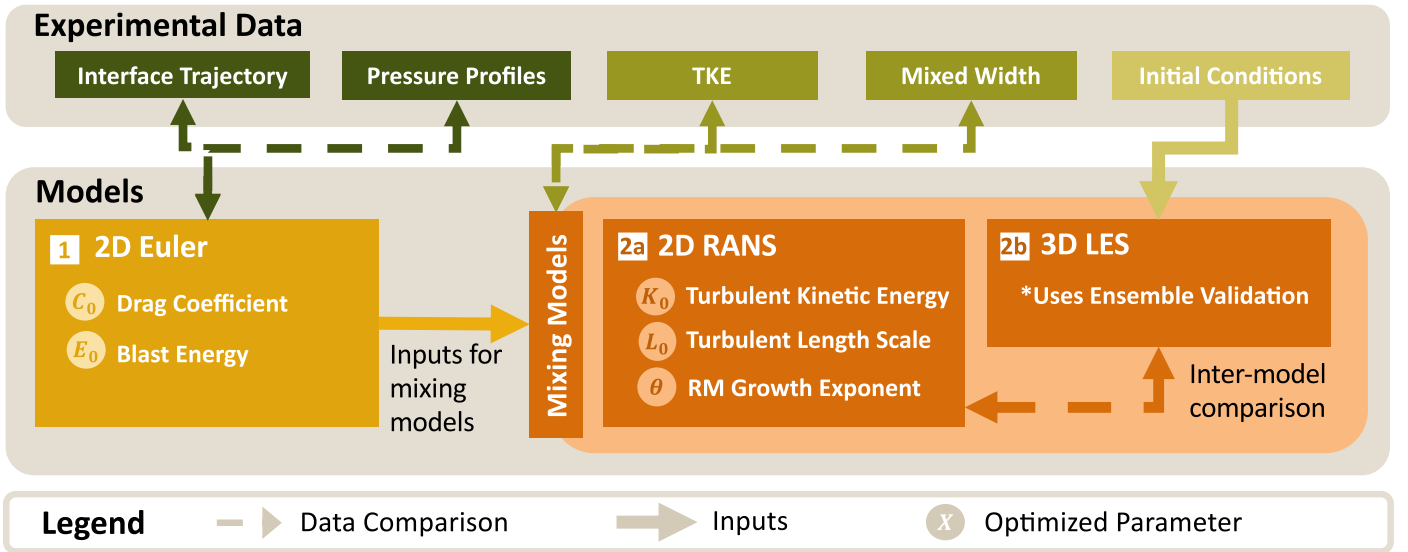 Experimental Data
Interface Trajectory
Pressure Profiles
TKE
Mixed Width
Initial Conditions
Models
1 2D Euler
C₀ Drag Coefficient
E₀ Blast Energy
Inputs for
mixing
models
Mixing Models
2a 2D RANS
K₀ Turbulent Kinetic Energy
L₀ Turbulent Length Scale
θ RM Growth Exponent
2b 3D LES
*Uses Ensemble Validation
Inter-model
comparison
Legend
Data Comparison
Inputs
X Optimized Parameter